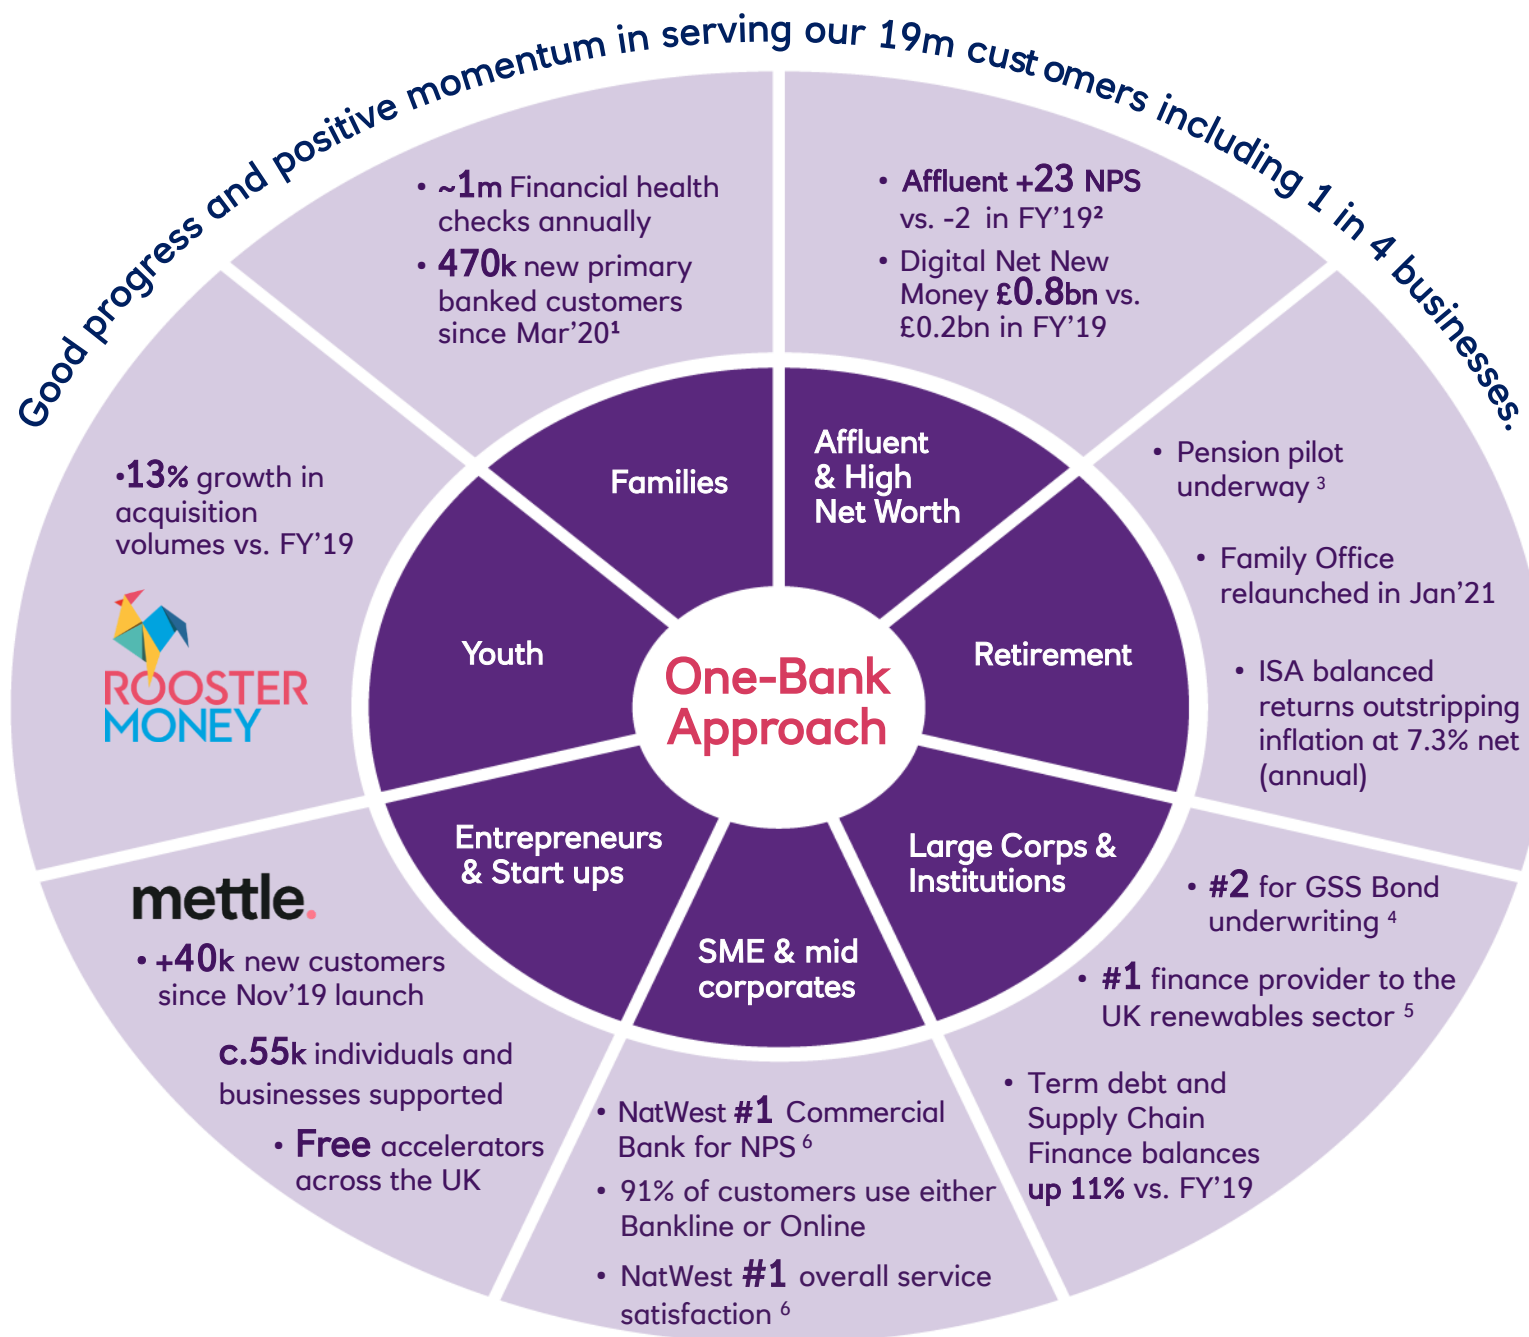 Good progress and positive momentum in serving our 19m customers including 1 in 4 businesses.
• ~1m Financial health
checks annually
• 470k new primary
banked customers
since Mar'20¹
• Affluent +23 NPS
vs. -2 in FY'19²
• Digital Net New
Money £0.8bn vs.
£0.2bn in FY'19
• Pension pilot
underway ³
• Family Office
relaunched in Jan'21
• ISA balanced
returns outstripping
inflation at 7.3% net
(annual)
•13% growth in
acquisition
volumes vs. FY'19
ROOSTER
MONEY
Families
Affluent
& High
Net Worth
Youth
Retirement
One-Bank
Approach
Entrepreneurs
& Start ups
SME & mid
corporates
Large Corps &
Institutions
mettle.
• +40k new customers
since Nov'19 launch
c.55k individuals and
businesses supported
• Free accelerators
across the UK
• NatWest #1 Commercial
Bank for NPS ⁶
• 91% of customers use either
Bankline or Online
• NatWest #1 overall service
satisfaction ⁶
• #2 for GSS Bond
underwriting ⁴
• #1 finance provider to the
UK renewables sector ⁵
• Term debt and
Supply Chain
Finance balances
up 11% vs. FY'19